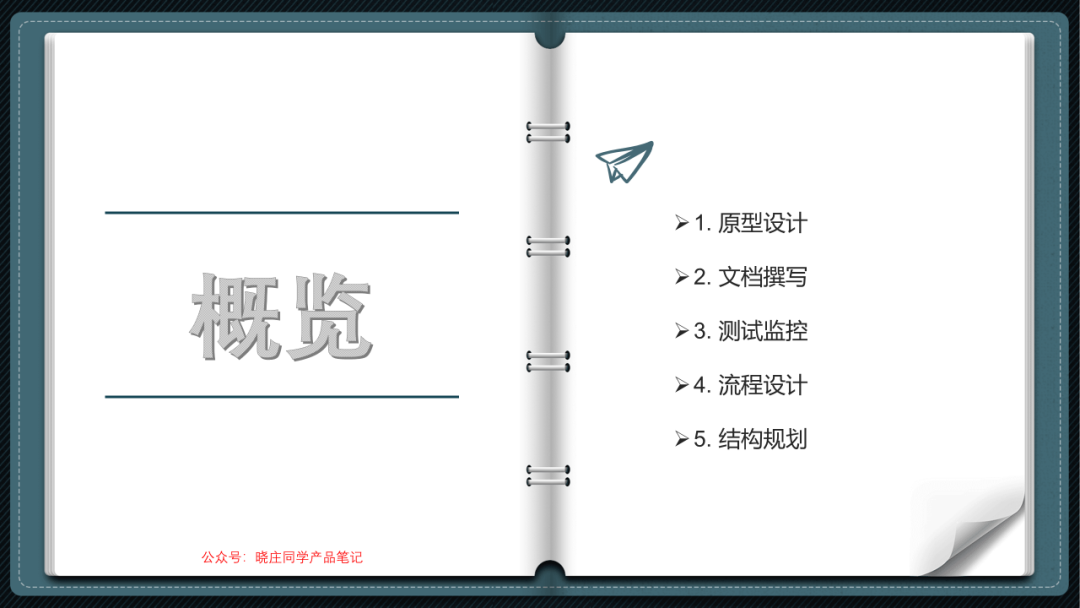 概览
公众号：晓庄同学产品笔记
1. 原型设计
2. 文档撰写
3. 测试监控
4. 流程设计
5. 结构规划